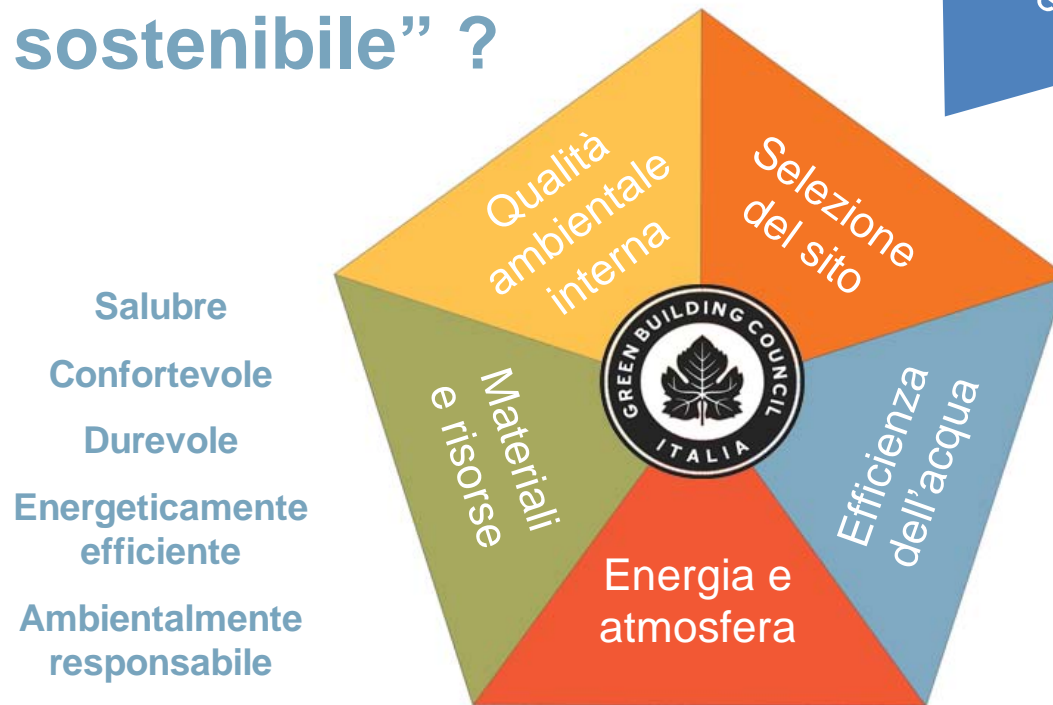 sostenibile” ?
Salubre
Confortevole
Durevole
Energeticamente
efficiente
Ambientalmente
responsabile
Qualità
ambientale
interna
Selezione
del sito
Materiali
e risorse
Efficienza
dell’acqua
Energia e
atmosfera
GREEN BUILDING COUNCIL
ITALIA